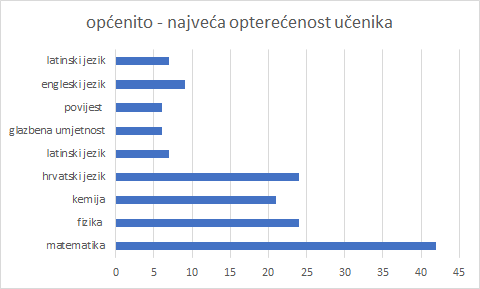 općenito - najveća opterećenost učenika
latinski jezik
engleski jezik
povijest
glazbena umjetnost
latinski jezik
hrvatski jezik
kemija
fizika
matematika
0 5 10 15 20 25 30 35 40 45